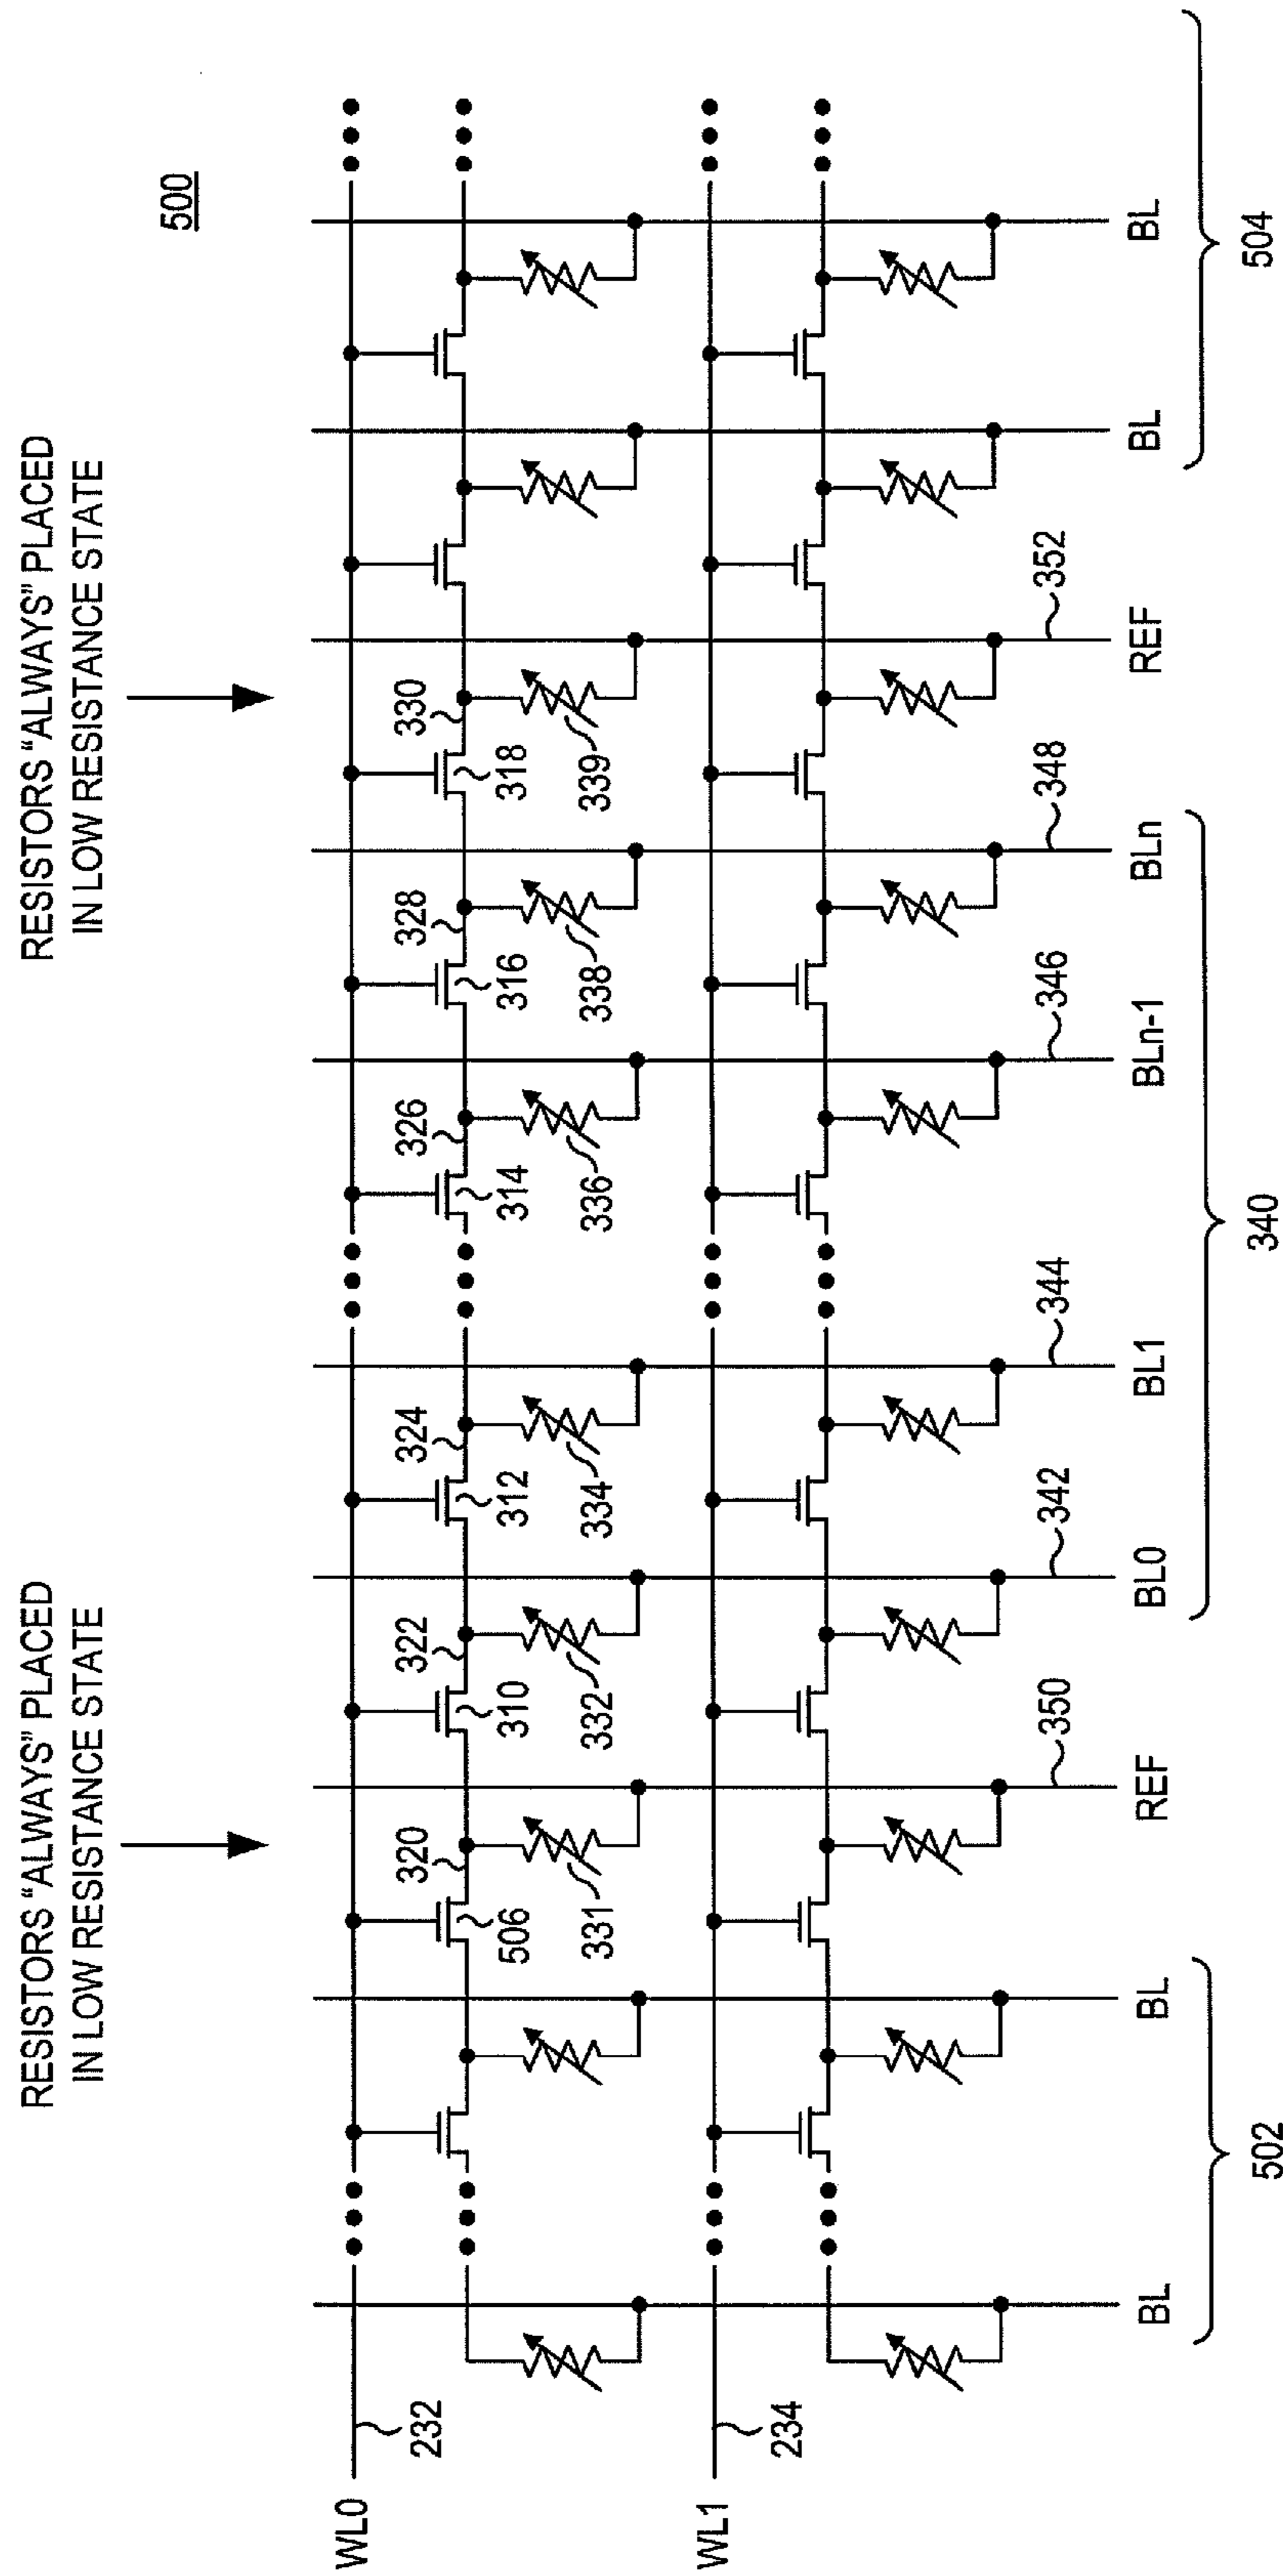 500
RESISTORS “ALWAYS” PLACED
IN LOW RESISTANCE STATE
RESISTORS “ALWAYS” PLACED
IN LOW RESISTANCE STATE
WL0
232
506
320
310
322
312
324
314
326
316
328
318
330
331
332
334
336
338
339
WL1
234
350
342
344
346
348
352
BL
BL
REF
BL0
BL1
BLn-1
BLn
REF
BL
BL
502
340
504